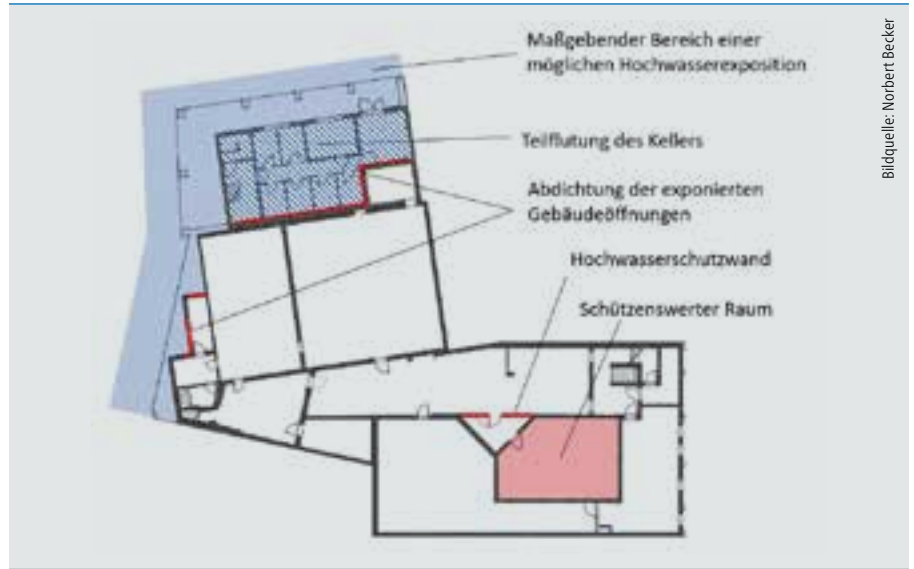 Maßgebender Bereich einer
möglichen Hochwasserexposition
Teilflutung des Kellers
Abdichtung der exponierten
Gebäudeöffnungen
Hochwasserschutzwand
Schützenswerter Raum
Bildquelle: Norbert Becker